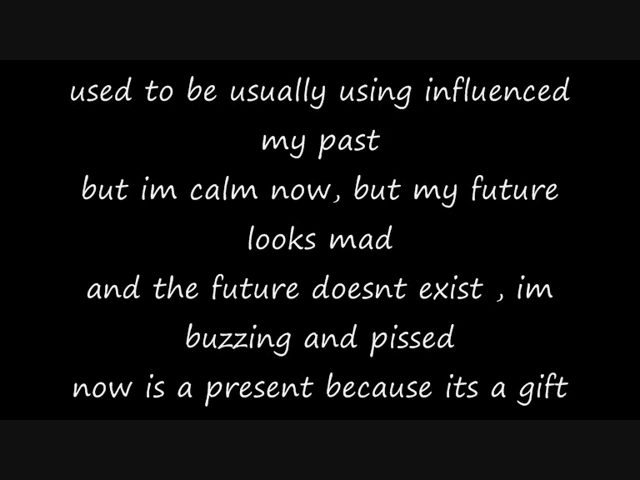 used to be usually using influenced
my past
but im calm now, but my future
looks mad
and the future doesnt exist , im
buzzing and pissed
now is a present because its a gift